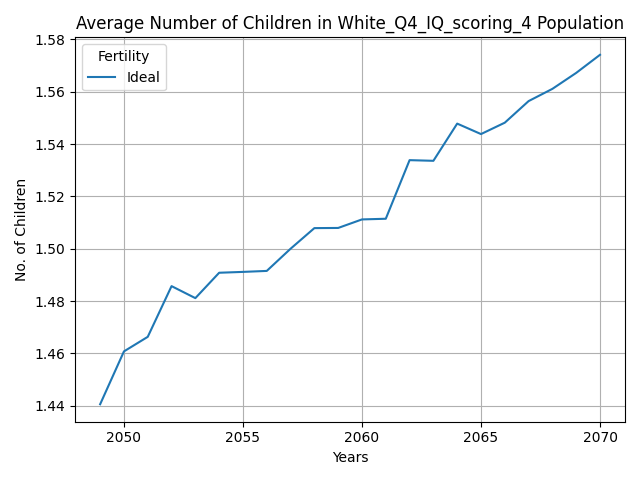 Average Number of Children in White_Q4_IQ_scoring_4 Population
Fertility
Ideal
No. of Children
1.58
1.56
1.54
1.52
1.50
1.48
1.46
1.44
2050 2055 2060 2065 2070
Years